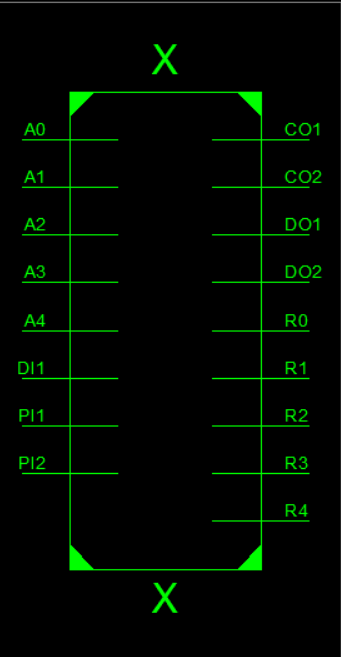 X
A0 CO1
A1 CO2
A2 DO1
A3 DO2
A4 R0
DI1 R1
PI1 R2
PI2 R3
R4
X